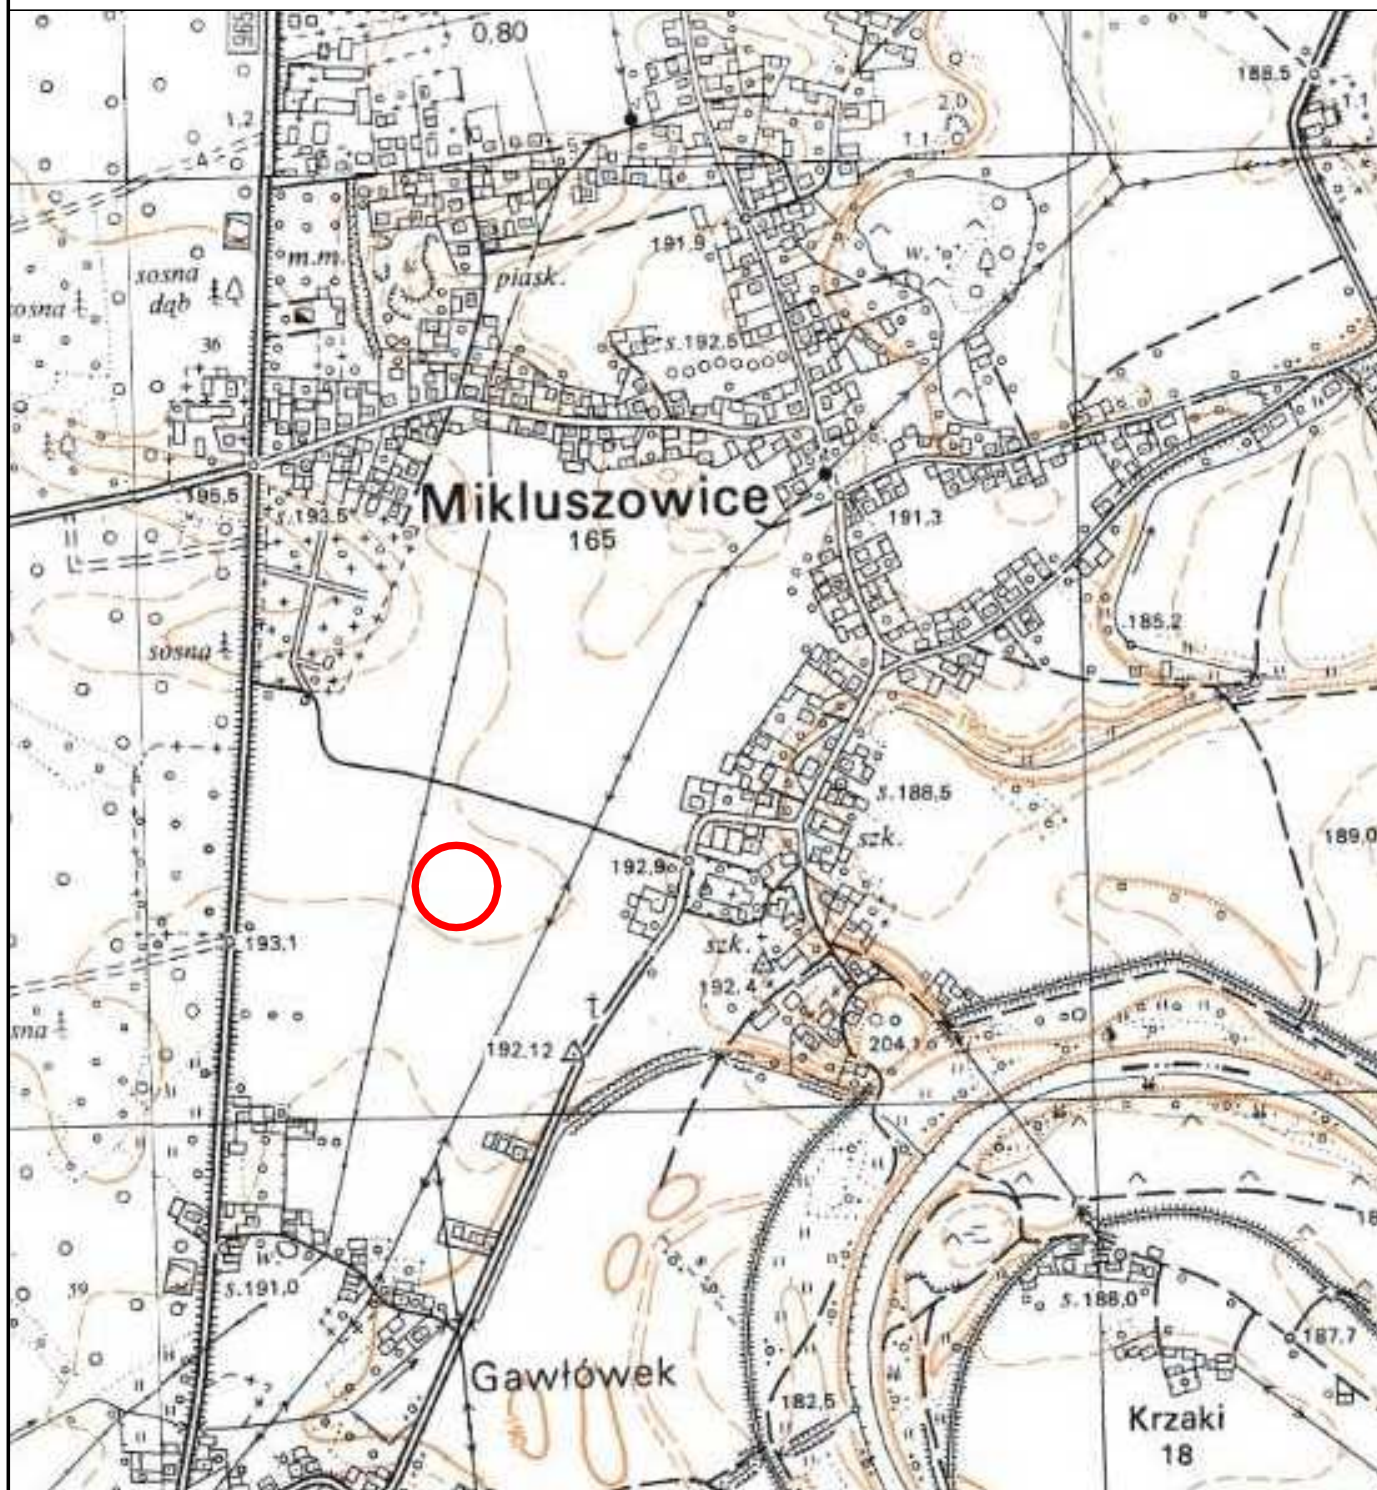 965
0,80
188,5
1.1
2,0
1.1
1,2
191,9
w.
m.m.
piask.
sosna
dąb
sosna
s.192.5
36
195,5
s.193.5
Mikluszowice
165
191,3
185,2
sosna
s.188,5
szk.
189,0
192,9
193,1
szk.
192.4
204.1
192.12
39
s.191,0
s.188,0
187,7
Gawłówek
182,5
Krzaki
18